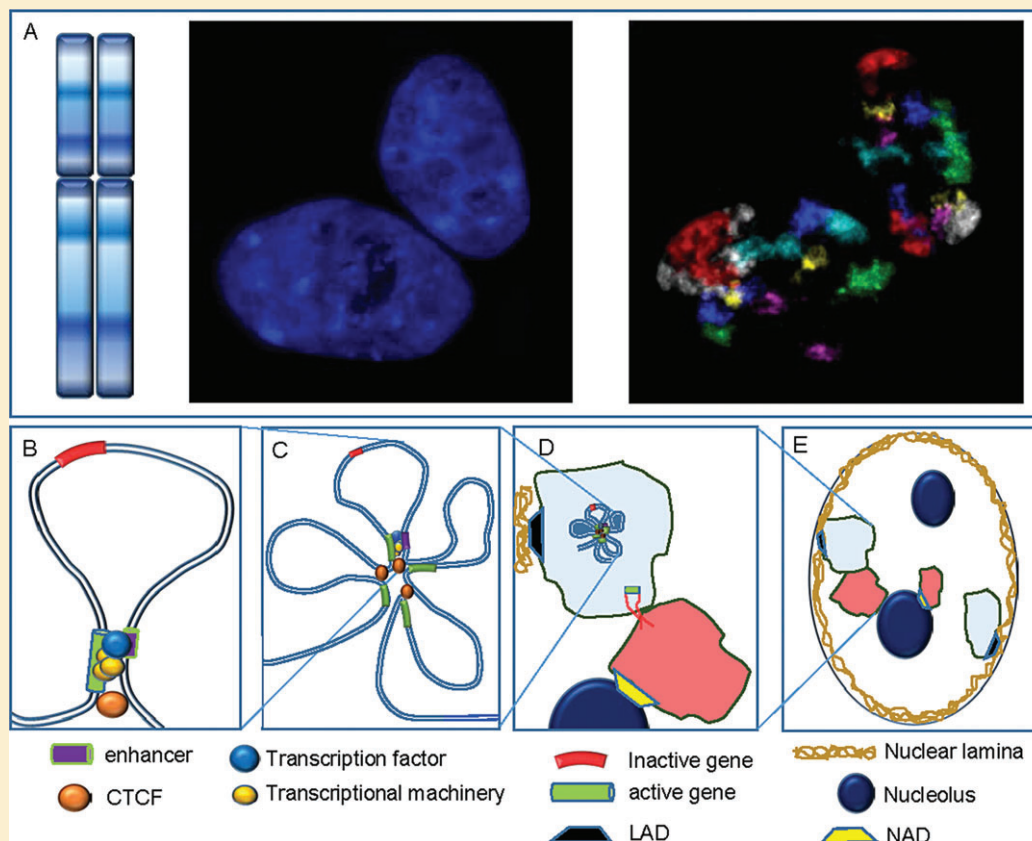 A
B
C
D
E
enhancer
Transcription factor
Inactive gene
Nuclear lamina
CTCF
Transcriptional machinery
active gene
Nucleolus
LAD
NAD